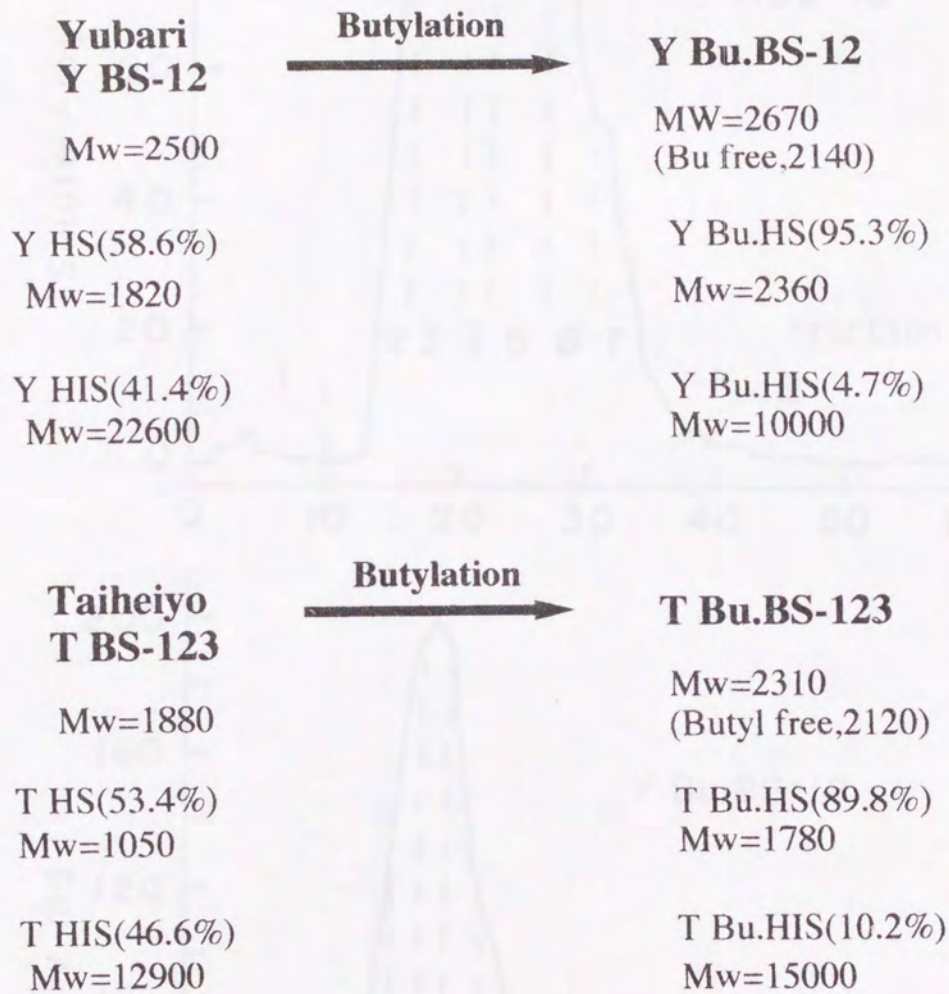 Yubari
Y BS-12
Butylation
Y Bu.BS-12
Mw=2500
MW=2670
(Bu free,2140)
Y HS(58.6%)
Mw=1820
Y Bu.HS(95.3%)
Mw=2360
Y HIS(41.4%)
Mw=22600
Y Bu.HIS(4.7%)
Mw=10000
Taiheiyo
T BS-123
Butylation
T Bu.BS-123
Mw=1880
Mw=2310
(Butyl free,2120)
T HS(53.4%)
Mw=1050
T Bu.HS(89.8%)
Mw=1780
T HIS(46.6%)
Mw=12900
T Bu.HIS(10.2%)
Mw=15000